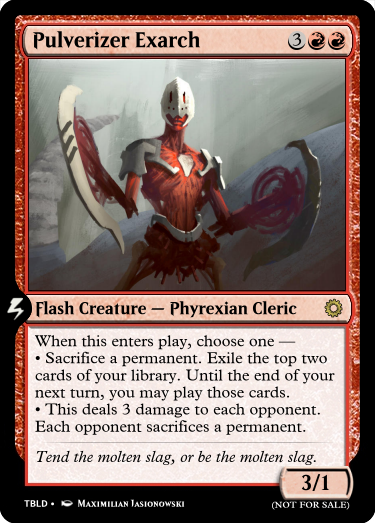 Pulverizer Exarch 3
Flash Creature — Phyrexian Cleric
When this enters play, choose one —
• Sacrifice a permanent. Exile the top two
cards of your library. Until the end of your
next turn, you may play those cards.
• This deals 3 damage to each opponent.
Each opponent sacrifices a permanent.
Tend the molten slag, or be the molten slag.
3/1
TBLD • Maximilian Iasionowski
(NOT FOR SALE)